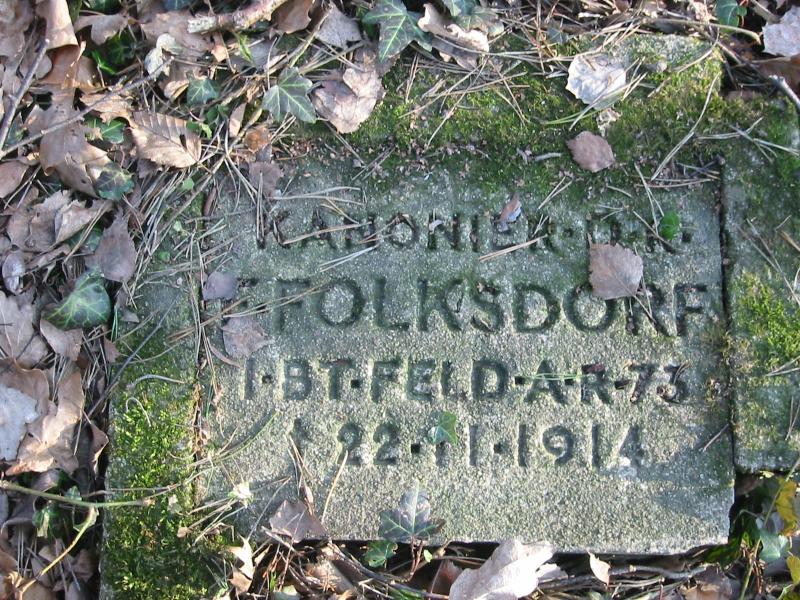 KANONIER·D·R·
FOLKSDORF
1·BT·FELD·A·R·73
† 22·11·1914